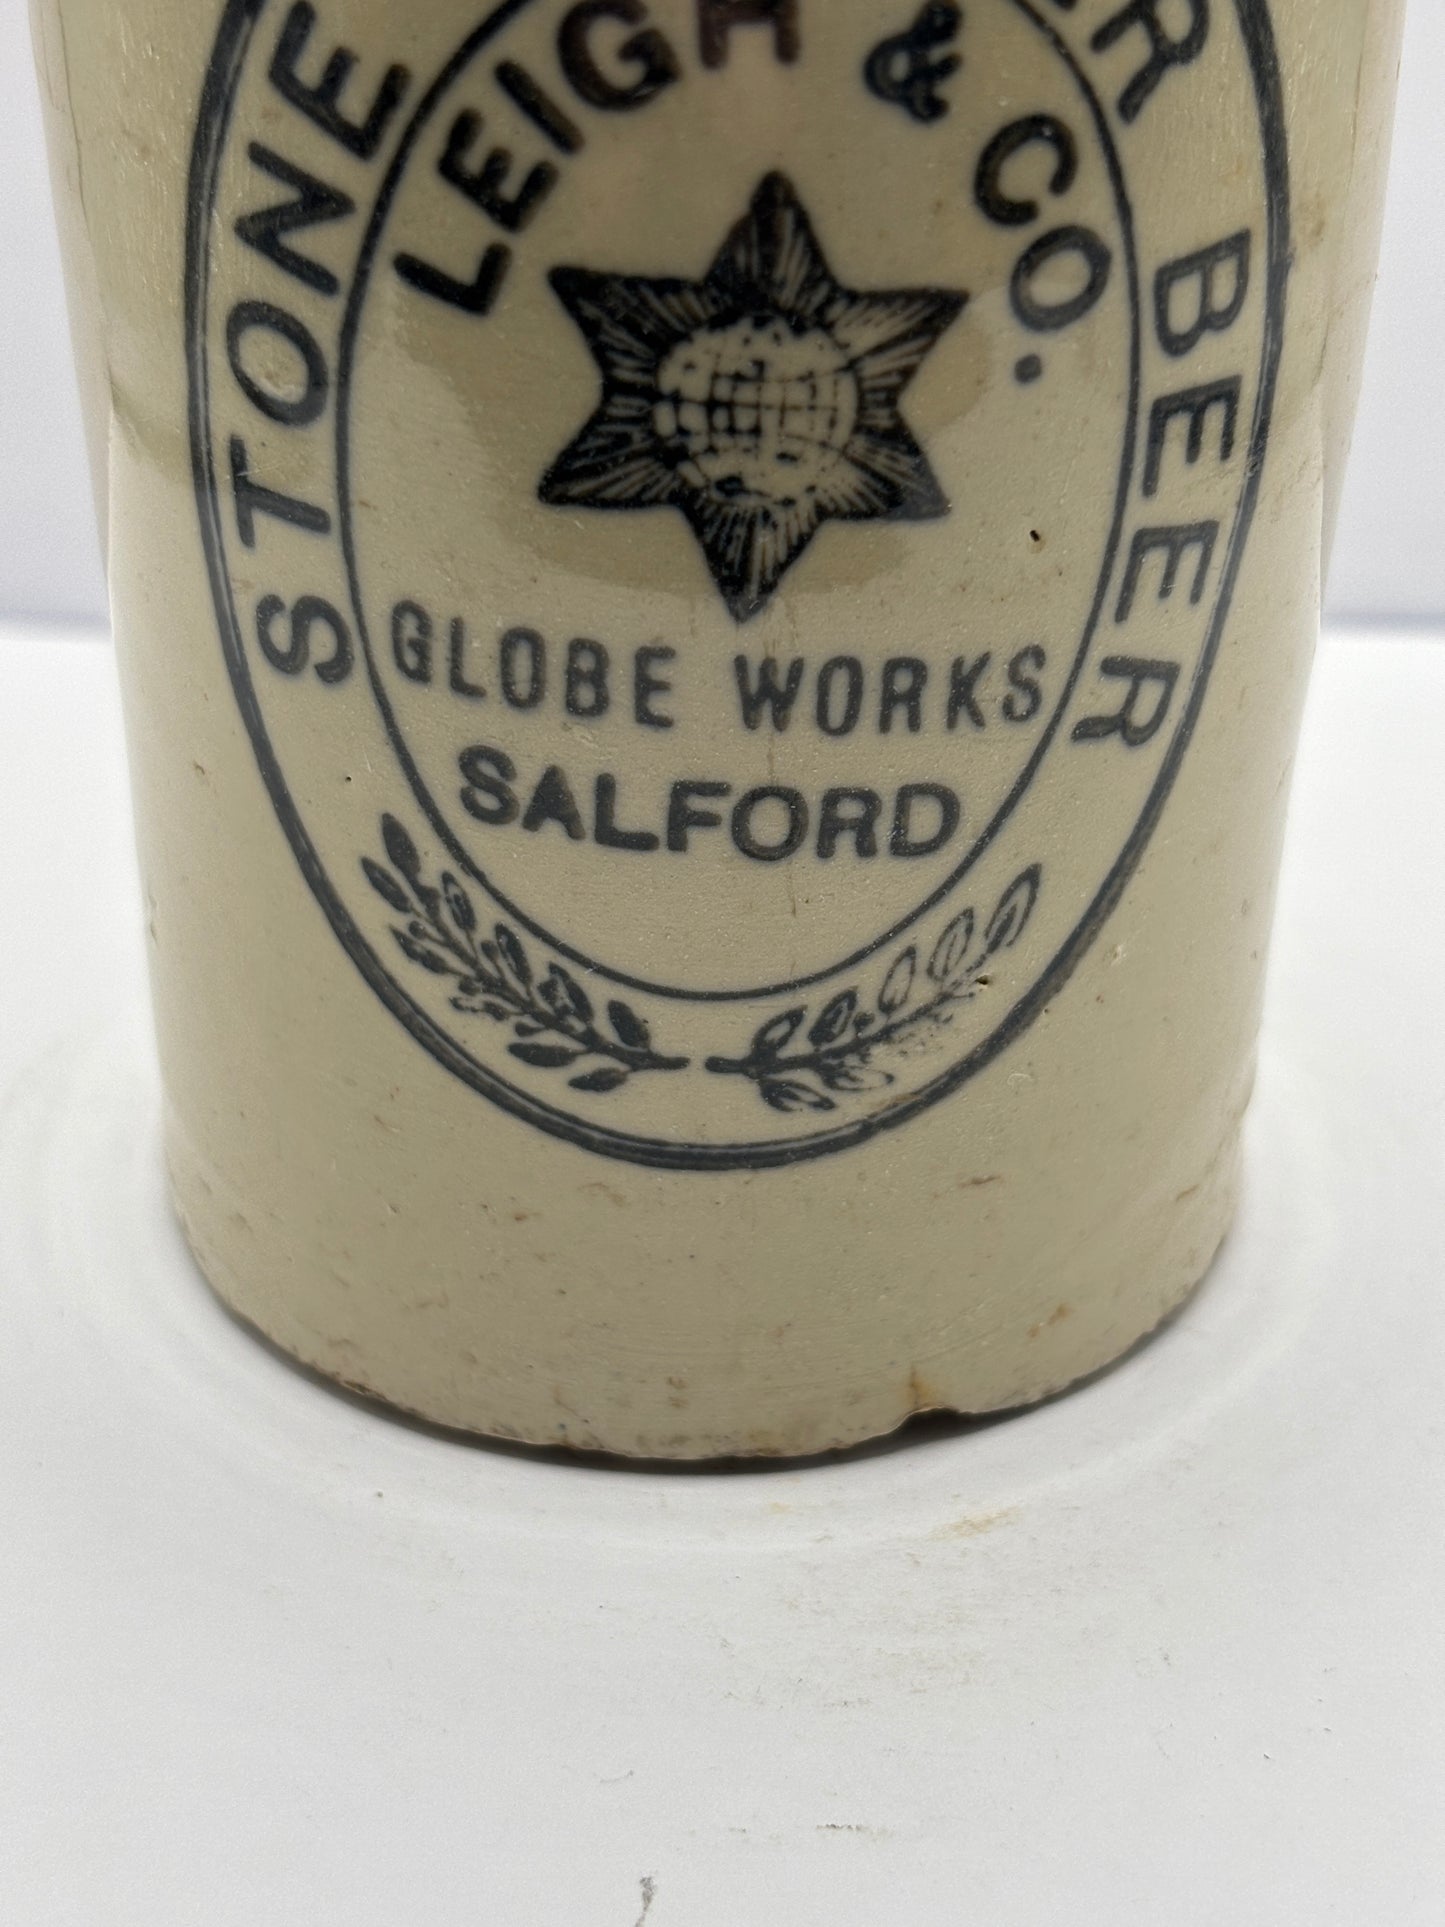 STONE
BEER
LEIGH & CO.
GLOBE WORKS
SALFORD